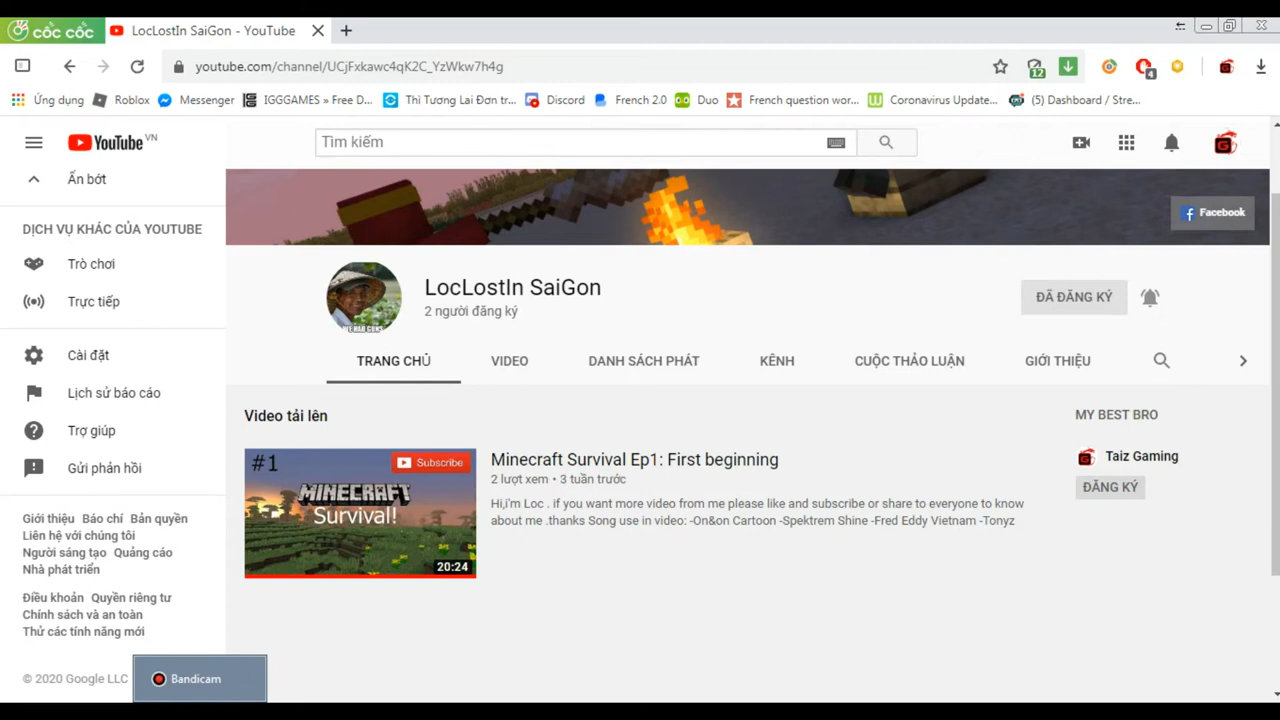 cốc cốc
LocLostIn SaiGon - YouTube
youtube.com/channel/UCjFxkawc4qK2C_YzWkw7h4g
12
4
Ứng dụng
Roblox
Messenger
IGGGAMES » Free D...
Thì Tương Lai Đơn tr...
Discord
French 2.0
Duo
French question wor...
Coronavirus Update...
(5) Dashboard / Stre...
YouTube VN
Tìm kiếm
Ẩn bớt
DỊCH VỤ KHÁC CỦA YOUTUBE
Trò chơi
Trực tiếp
Cài đặt
Lịch sử báo cáo
Trợ giúp
Gửi phản hồi
Giới thiệu Báo chí Bản quyền
Liên hệ với chúng tôi
Người sáng tạo Quảng cáo
Nhà phát triển
Điều khoản Quyền riêng tư
Chính sách và an toàn
Thử các tính năng mới
© 2020 Google LLC
Bandicam
Facebook
LocLostIn SaiGon
2 người đăng ký
ĐÃ ĐĂNG KÝ
TRANG CHỦ
VIDEO
DANH SÁCH PHÁT
KÊNH
CUỘC THẢO LUẬN
GIỚI THIỆU
Video tải lên
#1
Subscribe
MINECRAFT
Survival!
20:24
Minecraft Survival Ep1: First beginning
2 lượt xem • 3 tuần trước
Hi,i'm Loc . if you want more video from me please like and subscribe or share to everyone to know
about me .thanks Song use in video: -On&on Cartoon -Spektrem Shine -Fred Eddy Vietnam -Tonyz
MY BEST BRO
Taiz Gaming
ĐĂNG KÝ